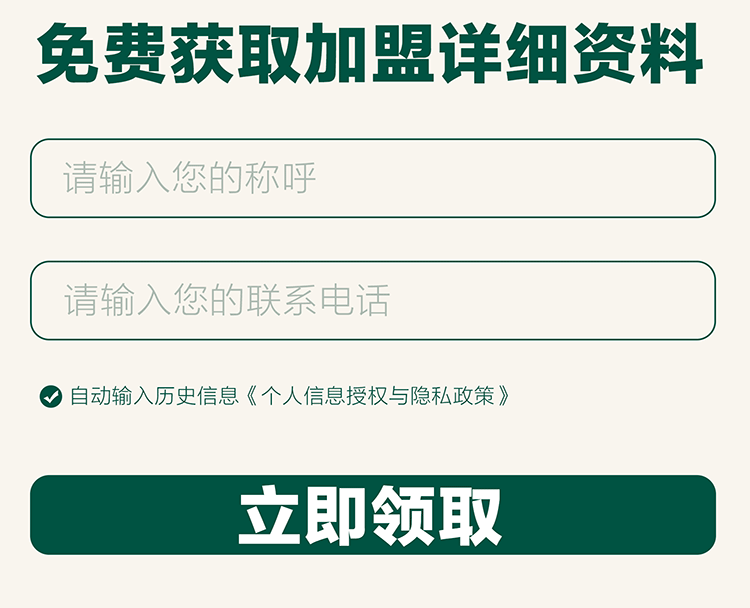 免费获取加盟详细资料
请输入您的称呼
请输入您的联系电话
自动输入历史信息《个人信息授权与隐私政策》
立即领取